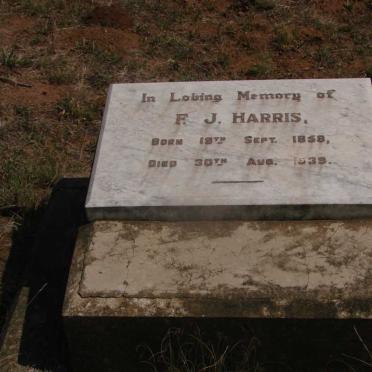 In Loving Memory of
F. J. HARRIS.
BORN 19TH SEPT. 1858,
DIED 30TH AUG. 1939.